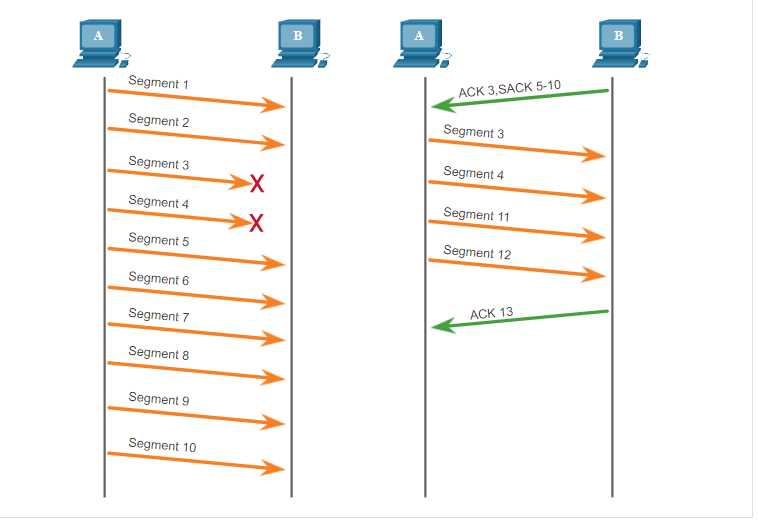 A
B
Segment 1
Segment 2
Segment 3
X
Segment 4
X
Segment 5
Segment 6
Segment 7
Segment 8
Segment 9
Segment 10
A
B
ACK 3,SACK 5-10
Segment 3
Segment 4
Segment 11
Segment 12
ACK 13